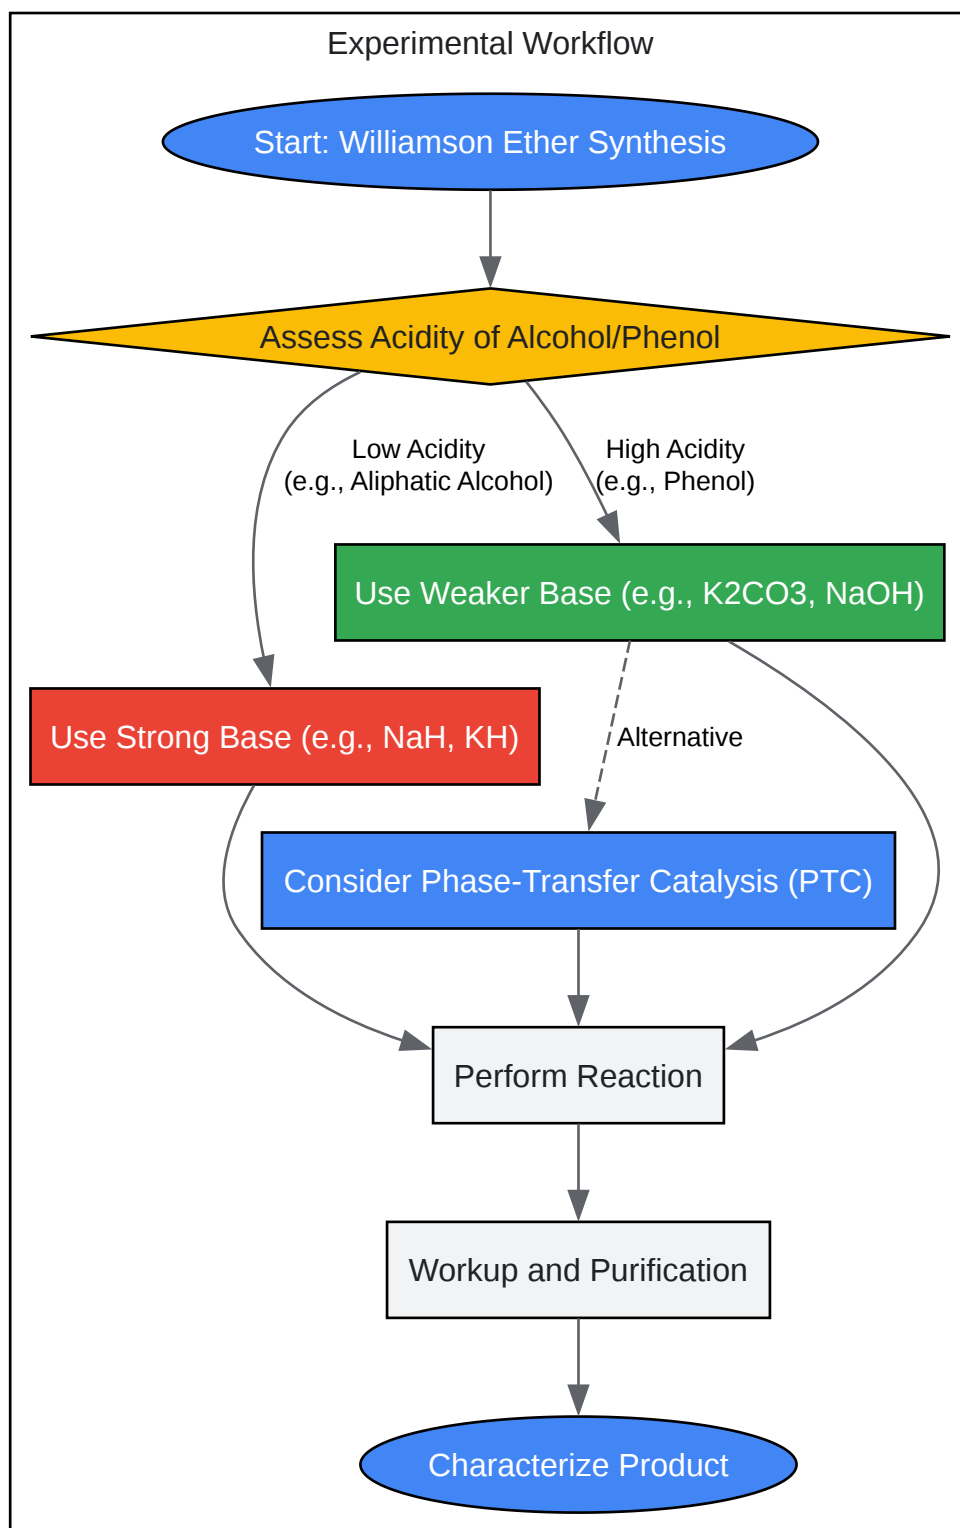 Experimental Workflow
Start: Williamson Ether Synthesis
Assess Acidity of Alcohol/Phenol
Low Acidity
(e.g., Aliphatic Alcohol)
High Acidity
(e.g., Phenol)
Use Weaker Base (e.g., K2CO3, NaOH)
Use Strong Base (e.g., NaH, KH)
Alternative
Consider Phase-Transfer Catalysis (PTC)
Perform Reaction
Workup and Purification
Characterize Product